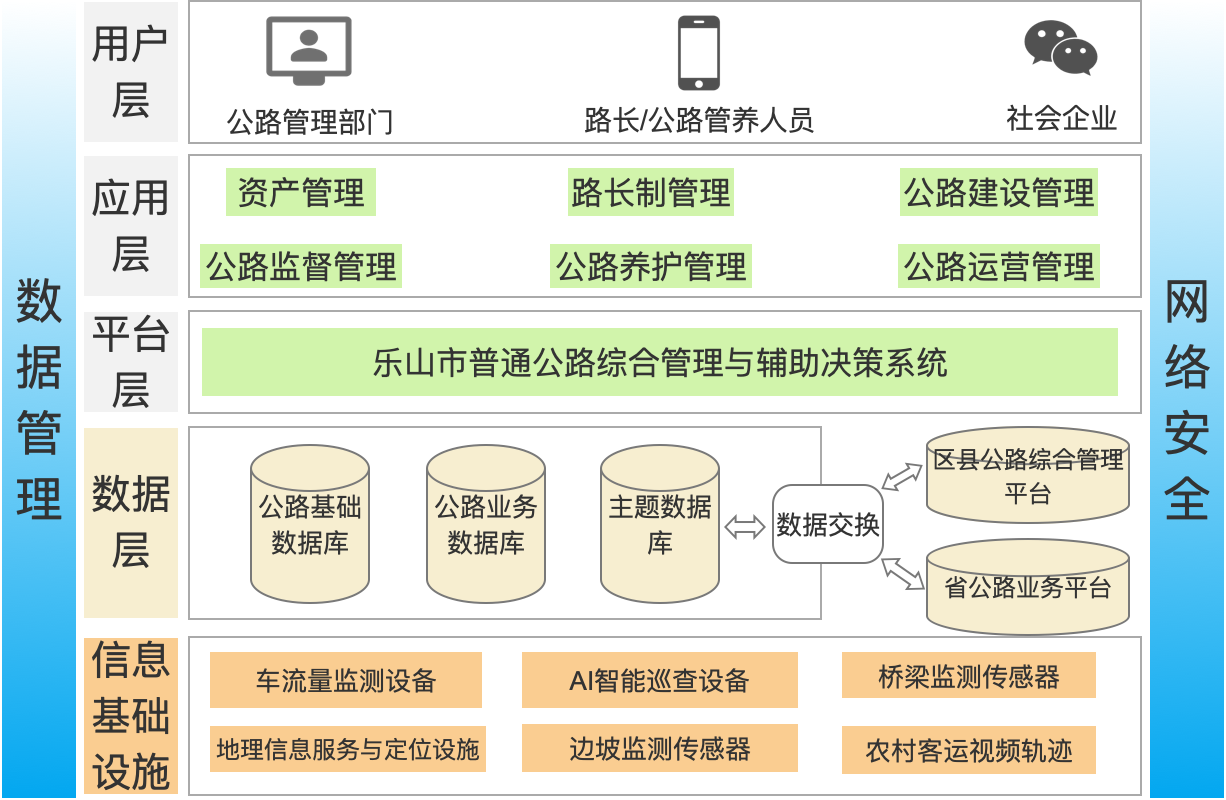 数
据
管
理
用户
层
公路管理部门
路长/公路管养人员
社会企业
应用
层
资产管理
路长制管理
公路建设管理
公路监督管理
公路养护管理
公路运营管理
平台
层
乐山市普通公路综合管理与辅助决策系统
数据
层
公路基础
数据库
公路业务
数据库
主题数据
库
数据交换
区县公路综合管理
平台
省公路业务平台
信息
基础
设施
车流量监测设备
AI智能巡查设备
桥梁监测传感器
地理信息服务与定位设施
边坡监测传感器
农村客运视频轨迹
网
络
安
全